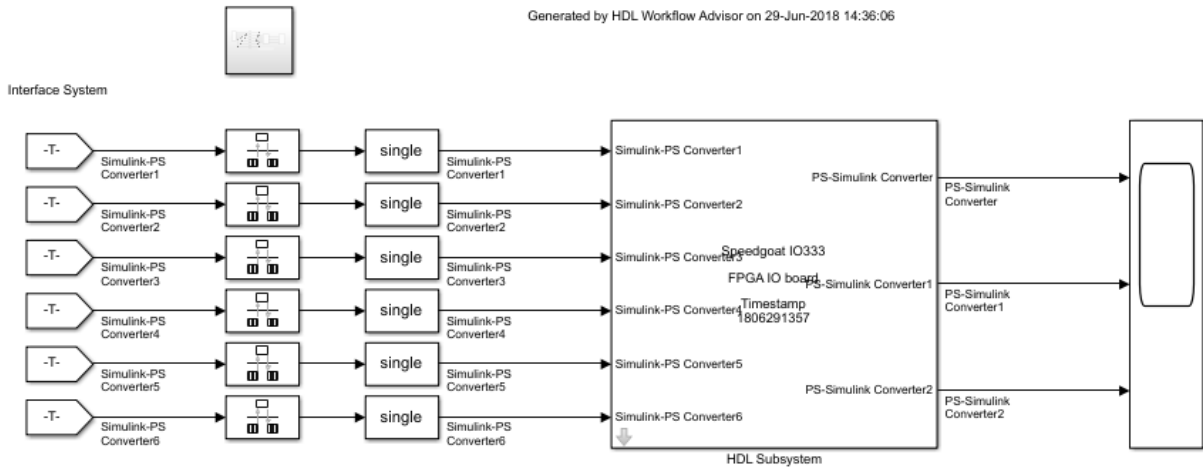 Generated by HDL Workflow Advisor on 29-Jun-2018 14:36:06
Interface System
-T-
Simulink-PS
Converter1
single
Simulink-PS
Converter1
Simulink-PS Converter1
PS-Simulink Converter
PS-Simulink
Converter
-T-
Simulink-PS
Converter2
single
Simulink-PS
Converter2
Simulink-PS Converter2
-T-
Simulink-PS
Converter3
single
Simulink-PS
Converter3
Simulink-PS Converter3
Speedgoat IO333
FPGA IO board
PS-Simulink Converter1
PS-Simulink
Converter1
-T-
Simulink-PS
Converter4
single
Simulink-PS
Converter4
Simulink-PS Converter4
Timestamp
1806291357
-T-
Simulink-PS
Converter5
single
Simulink-PS
Converter5
Simulink-PS Converter5
PS-Simulink Converter2
PS-Simulink
Converter2
-T-
Simulink-PS
Converter6
single
Simulink-PS
Converter6
Simulink-PS Converter6
HDL Subsystem